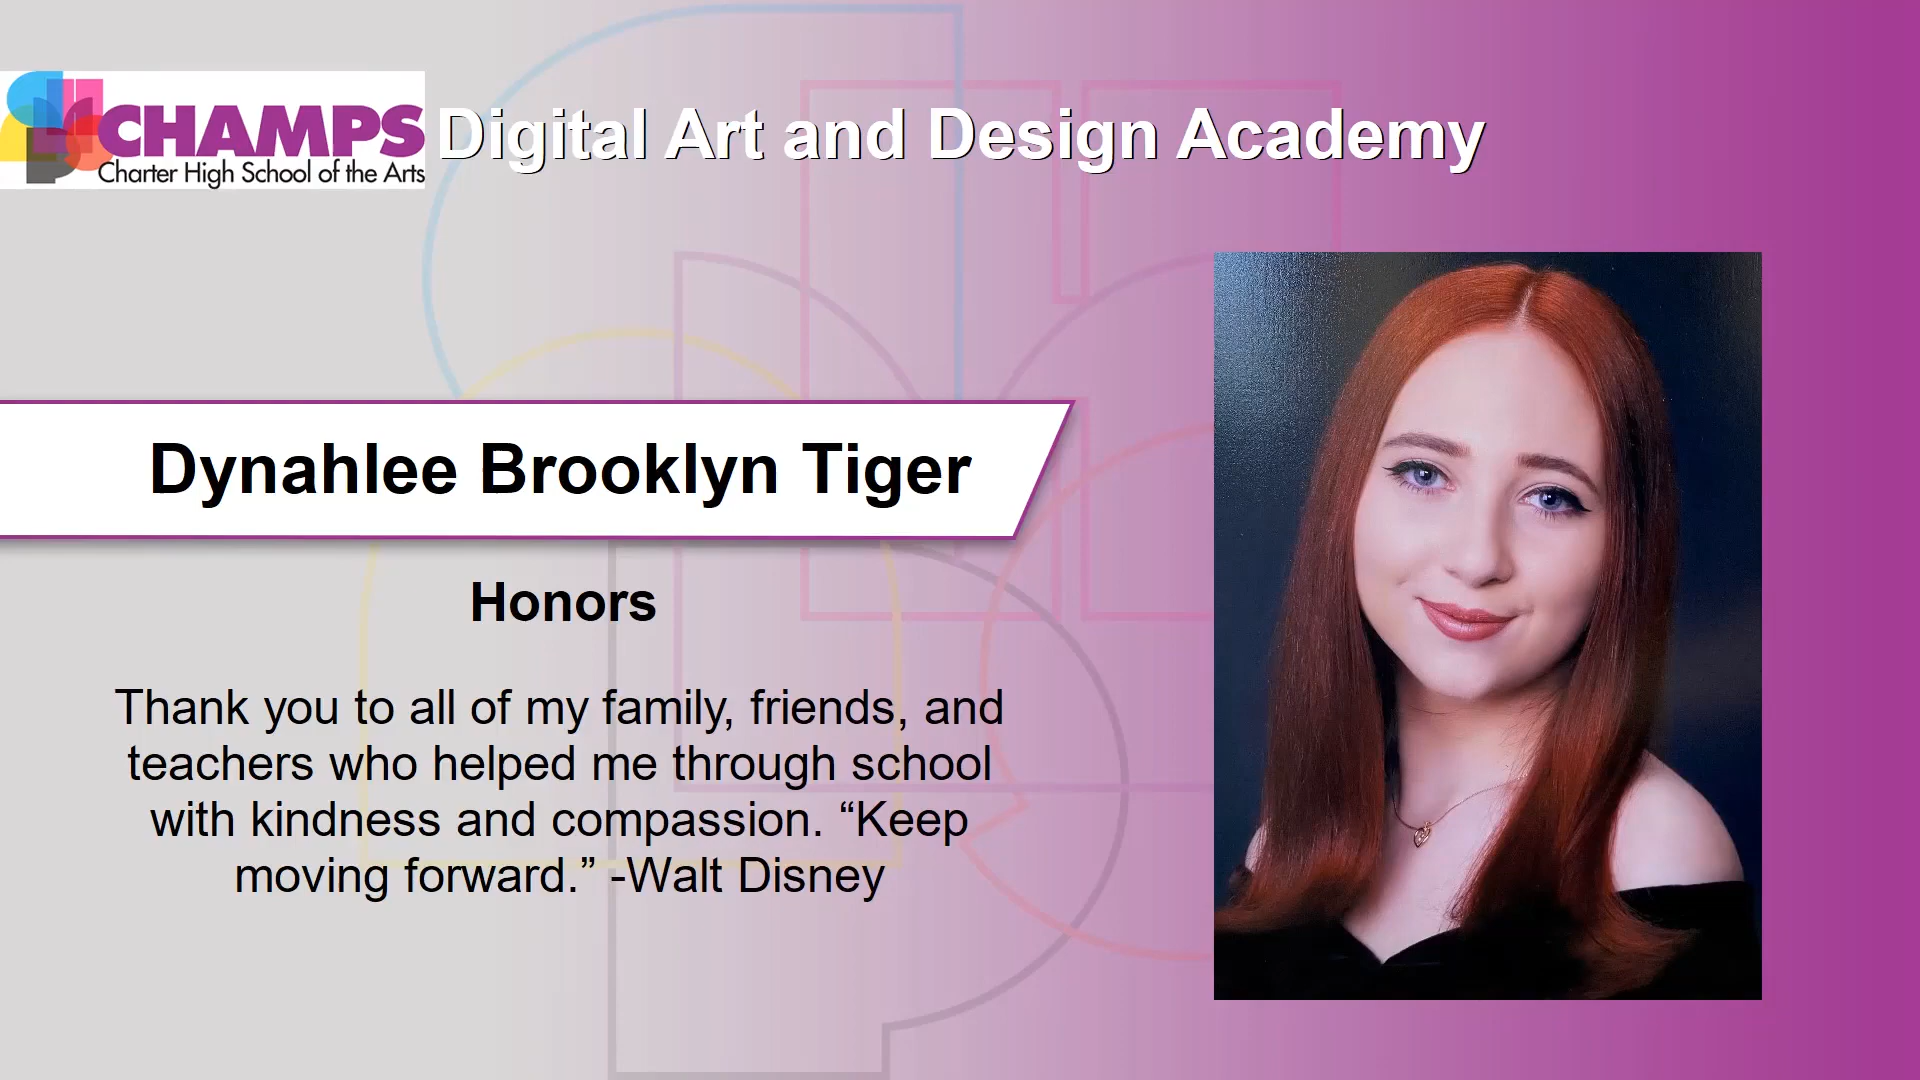 CHAMPS
Charter High School of the Arts
Digital Art and Design Academy
Dynahlee Brooklyn Tiger
Honors
Thank you to all of my family, friends, and
teachers who helped me through school
with kindness and compassion. “Keep
moving forward.” -Walt Disney